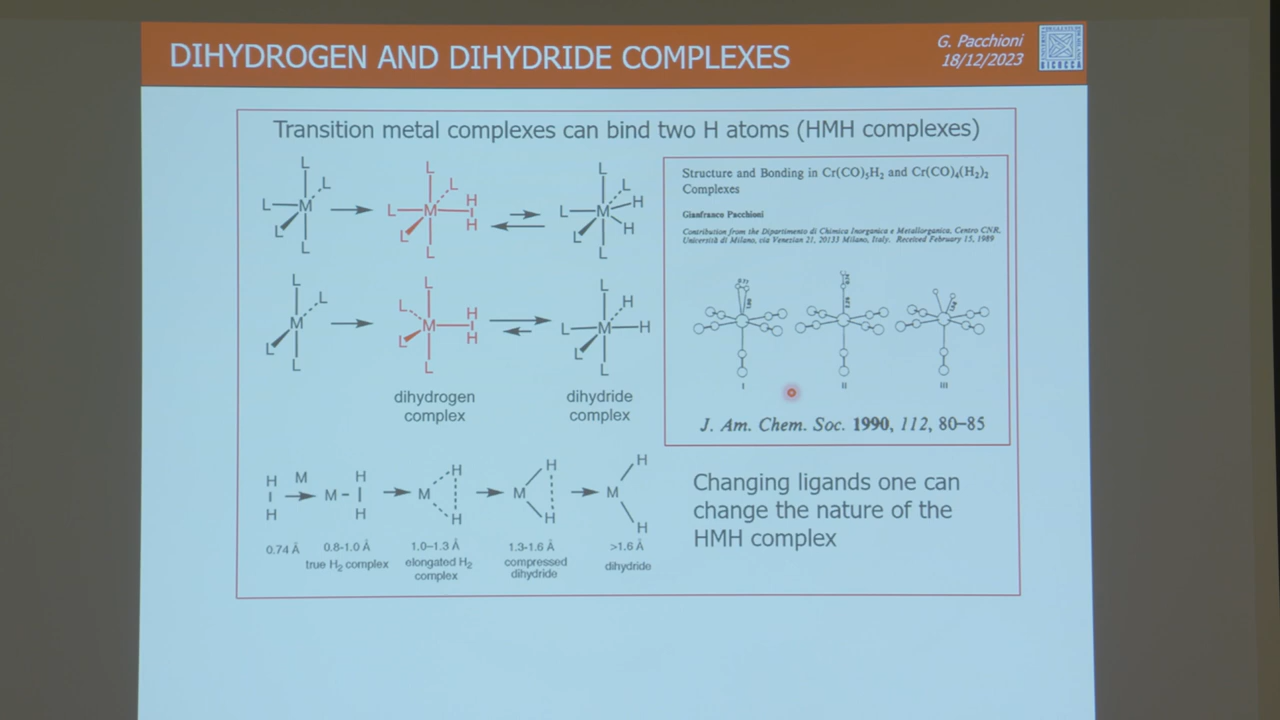 DIHYDROGEN AND DIHYDRIDE COMPLEXES
G. Pacchioni
18/12/2023
BICOCCA
Transition metal complexes can bind two H atoms (HMH complexes)
L
L
L M
L
L
L
L
H
L M
H
L
L
L
L
H
L M
H
L
L
L
L
M
L
L
L
L
H
M
H
L
L
L
H
L M H
L
L
dihydrogen
complex
dihydride
complex
Structure and Bonding in Cr(CO)5H2 and Cr(CO)4(H2)2
Complexes
Gianfranco Pacchioni
Contribution from the Dipartimento di Chimica Inorganica e Metallorganica, Centro CNR,
Università di Milano, via Venezian 21, 20133 Milano, Italy. Received February 15, 1989
I II III
J. Am. Chem. Soc. 1990, 112, 80–85
H M H H H H
H M M M M
H H H H H
0.74 Å 0.8-1.0 Å 1.0–1.3 Å 1.3-1.6 Å >1.6 Å
true H2 complex elongated H2 compressed dihydride
complex dihydride
Changing ligands one can
change the nature of the
HMH complex